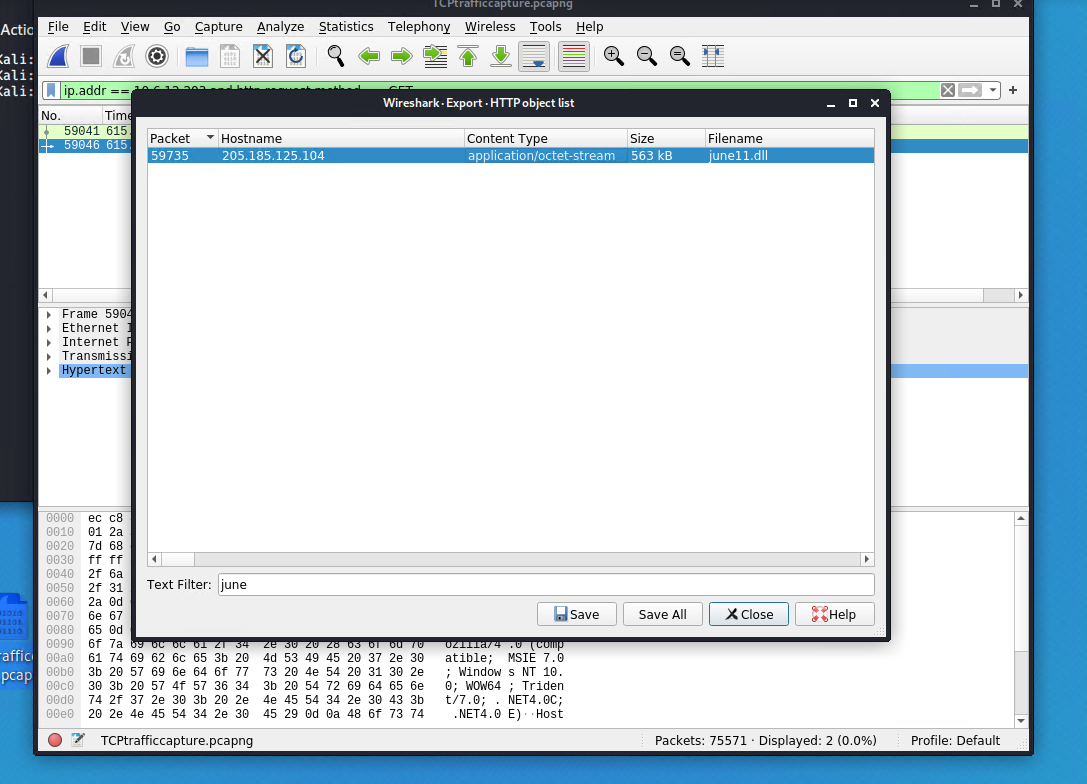 TCPtrafficcapture.pcapng
Actio
File Edit View Go Capture Analyze Statistics Telephony Wireless Tools Help
Kali:
Kali:
Kali:
ip.addr == 10.6.12.203 and http.request.method == GET
Wireshark · Export · HTTP object list
No. Time
59041 615.
59046 615.
Packet Hostname Content Type Size Filename
59735 205.185.125.104 application/octet-stream 563 kB june11.dll
Frame 5904
Ethernet I
Internet P
Transmissi
Hypertext
0000 ec c8
0010 01 2a
0020 7d 68
0030 ff ff
0040 2f 6a
0050 2f 31
0060 2a 0d
0070 6e 67
0080 65 0d
Text Filter: june
Save Save All Close Help
0090 6f 7a 69 6c 6c 61 2f 34 2e 30 20 28 63 6f 6d 70 ozilla/4 .0 (comp
00a0 61 74 69 62 6c 65 3b 20 4d 53 49 45 20 37 2e 30 atible; MSIE 7.0
00b0 3b 20 57 69 6e 64 6f 77 73 20 4e 54 20 31 30 2e ; Window s NT 10.
00c0 30 3b 20 57 4f 57 36 34 3b 20 54 72 69 64 65 6e 0; WOW64 ; Triden
00d0 74 2f 37 2e 30 3b 20 2e 4e 45 54 34 2e 30 43 3b t/7.0; . NET4.0C;
00e0 20 2e 4e 45 54 34 2e 30 45 29 0d 0a 48 6f 73 74 .NET4.0 E)··Host
raffic
pcap
TCPtrafficcapture.pcapng Packets: 75571 · Displayed: 2 (0.0%) Profile: Default